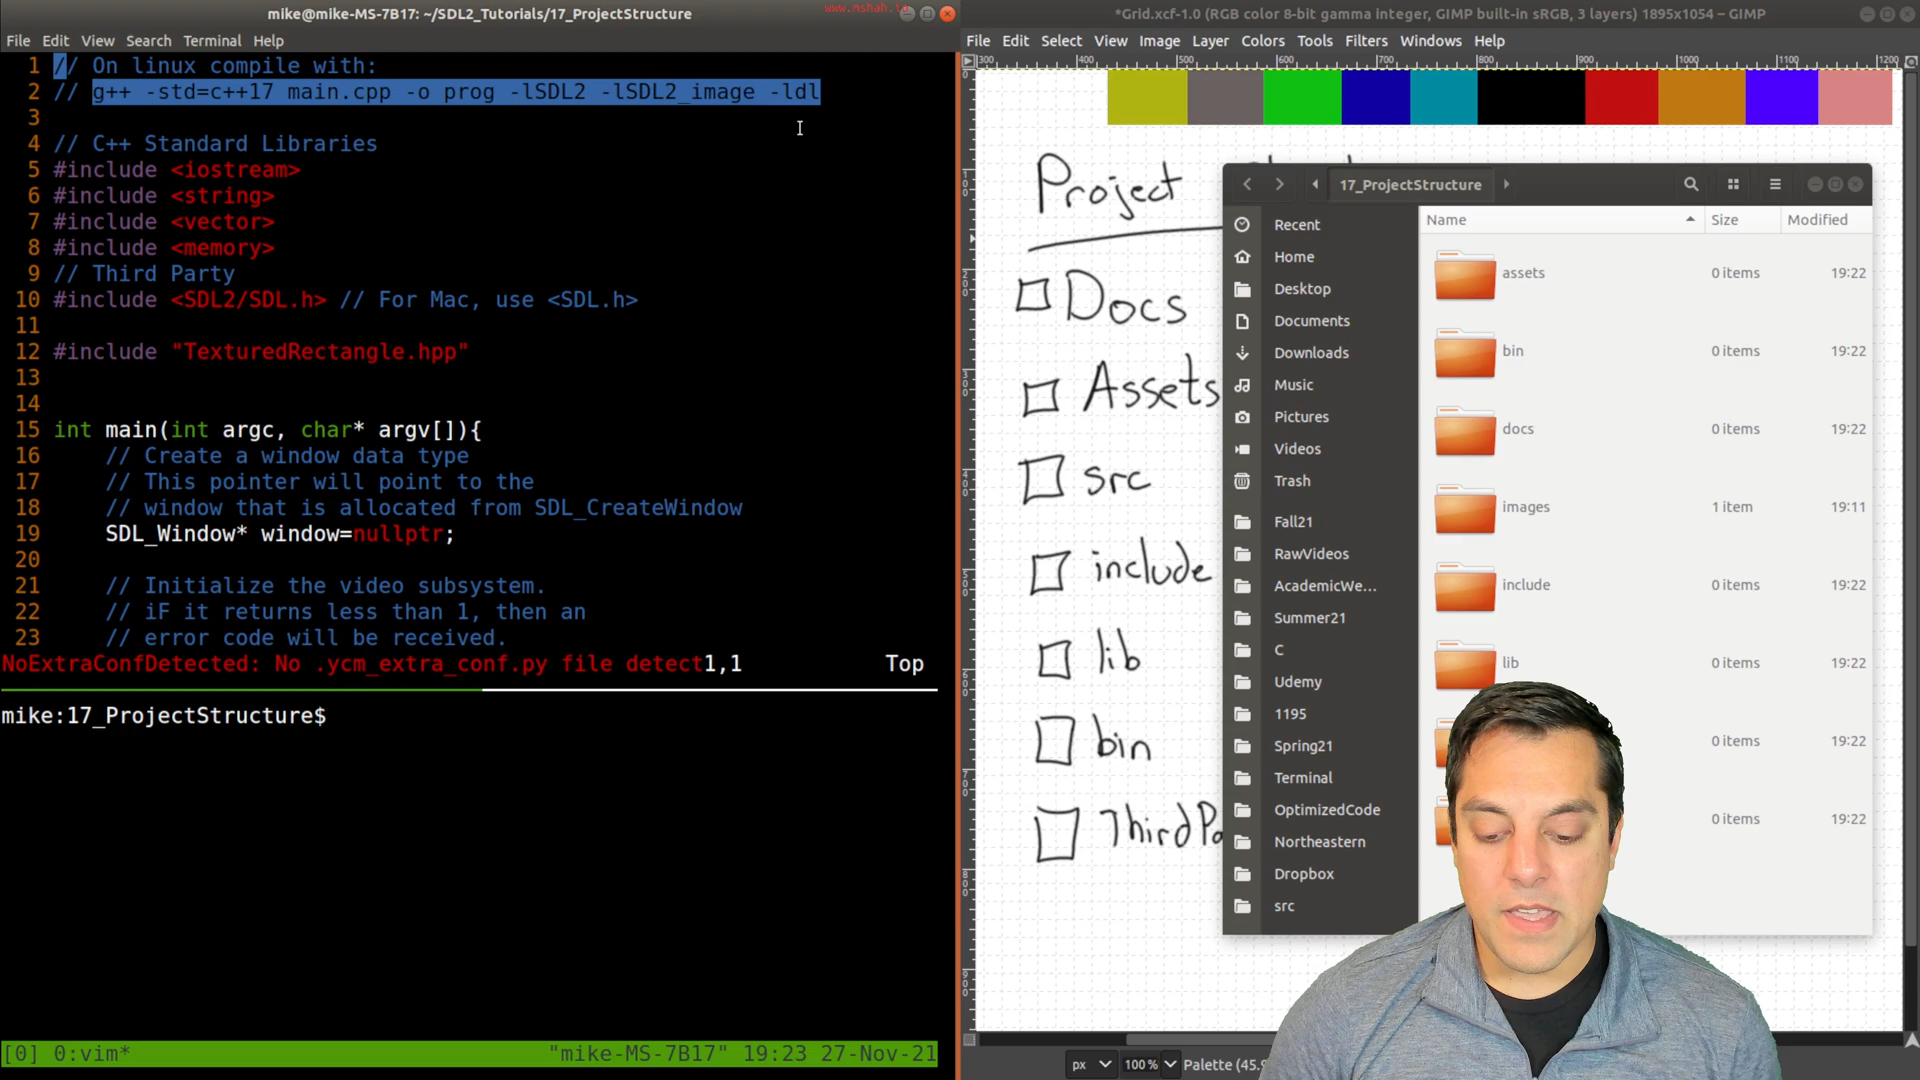 mike@mike-MS-7B17: ~/SDL2_Tutorials/17_ProjectStructure
File Edit View Search Terminal Help
1 // On linux compile with:
2 // g++ -std=c++17 main.cpp -o prog -lSDL2 -lSDL2_image -ldl
3
4 // C++ Standard Libraries
5 #include <iostream>
6 #include <string>
7 #include <vector>
8 #include <memory>
9 // Third Party
10 #include <SDL2/SDL.h> // For Mac, use <SDL.h>
11
12 #include "TexturedRectangle.hpp"
13
14
15 int main(int argc, char* argv[]){
16 // Create a window data type
17 // This pointer will point to the
18 // window that is allocated from SDL_CreateWindow
19 SDL_Window* window=nullptr;
20
21 // Initialize the video subsystem.
22 // iF it returns less than 1, then an
23 // error code will be received.
NoExtraConfDetected: No .ycm_extra_conf.py file detect1,1 Top
mike:17_ProjectStructure$
[0] 0:vim* "mike-MS-7B17" 19:23 27-Nov-21
*Grid.xcf-1.0 (RGB color 8-bit gamma integer, GIMP built-in sRGB, 3 layers) 1895x1054 – GIMP
File Edit Select View Image Layer Colors Tools Filters Windows Help
300 400 500 600 700 800 900 1000 1100 1200
Project
Docs
Assets
src
include
lib
bin
17_ProjectStructure
Name Size Modified
Recent
Home
Desktop
Documents
Downloads
Music
Pictures
Videos
Trash
Fall21
RawVideos
AcademicWe...
Summer21
C
Udemy
1195
Spring21
Terminal
OptimizedCode
Northeastern
Dropbox
src
assets 0 items 19:22
bin 0 items 19:22
docs 0 items 19:22
images 1 item 19:11
include 0 items 19:22
lib 0 items 19:22
0 items 19:22
0 items 19:22
px 100% Palette (45.